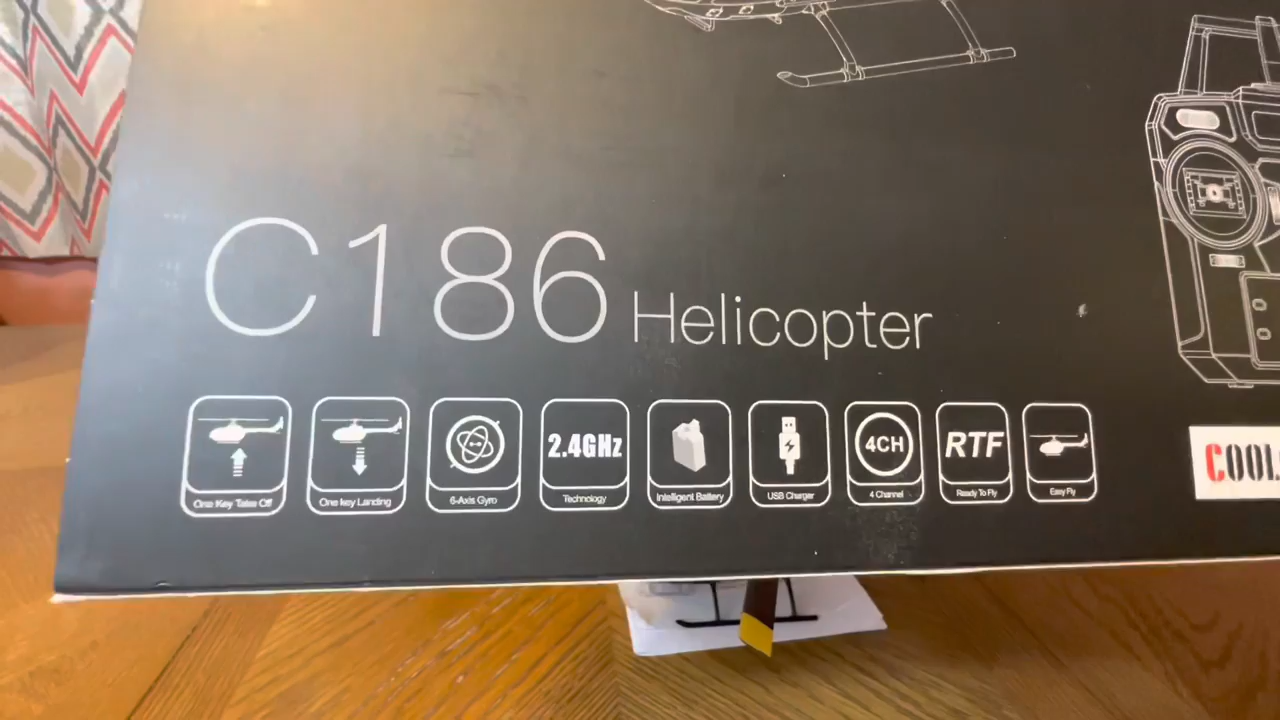 C186 Helicopter
2.4GHz
4CH
RTF
One Key Take Off
One key Landing
6-Axis Gyro
Technology
Intelligent Battery
USB Charger
4 Channel
Ready To Fly
Easy Fly
COOL